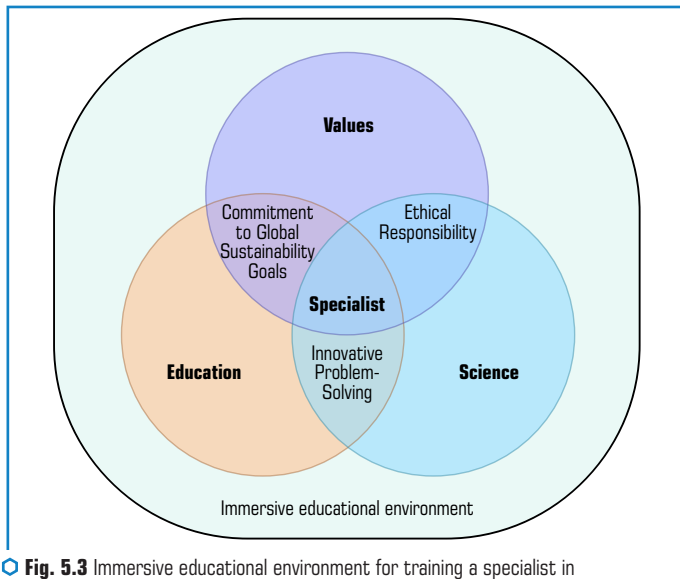 Values
Commitment
to Global
Sustainability
Goals
Ethical
Responsibility
Specialist
Education
Innovative
Problem-
Solving
Science
Immersive educational environment
Fig. 5.3 Immersive educational environment for training a specialist in